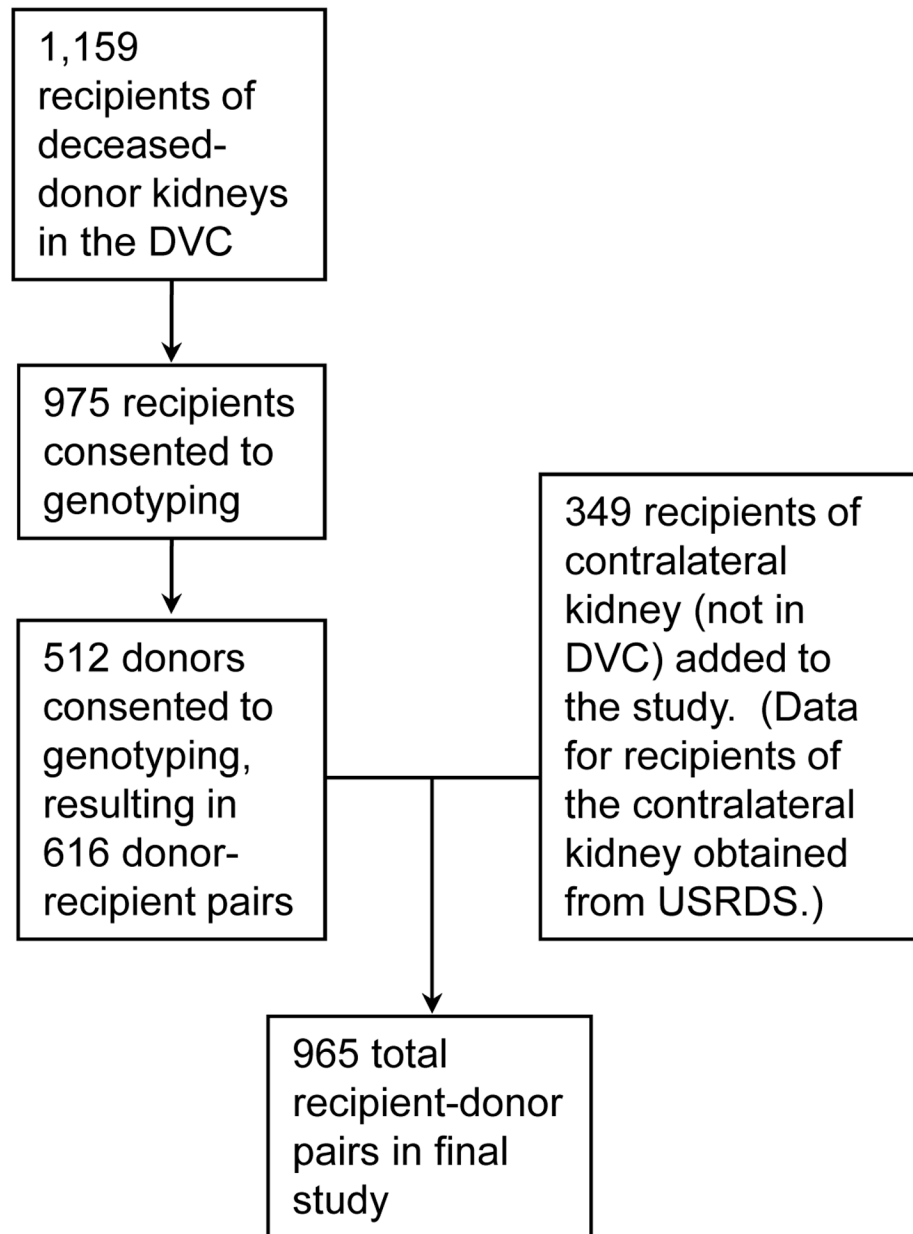 1,159
recipients of
deceased-
donor kidneys
in the DVC
975 recipients
consented to
genotyping
512 donors
consented to
genotyping,
resulting in
616 donor-
recipient pairs
349 recipients of
contralateral
kidney (not in
DVC) added to
the study.  (Data
for recipients of
the contralateral
kidney obtained
from USRDS.)
965 total
recipient-donor
pairs in final
study